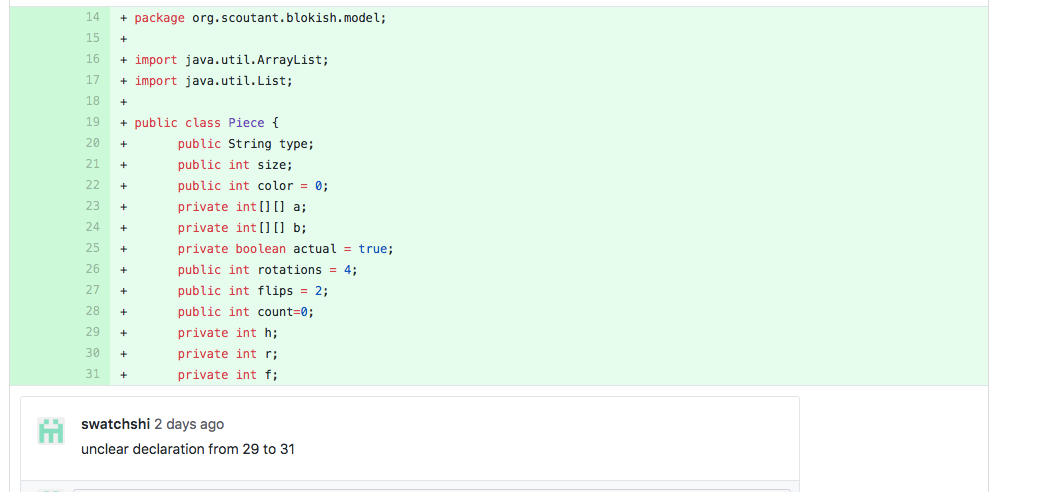 14 + package org.scoutant.blokish.model;
15 +
16 + import java.util.ArrayList;
17 + import java.util.List;
18 +
19 + public class Piece {
20 + public String type;
21 + public int size;
22 + public int color = 0;
23 + private int[][] a;
24 + private int[][] b;
25 + private boolean actual = true;
26 + public int rotations = 4;
27 + public int flips = 2;
28 + public int count=0;
29 + private int h;
30 + private int r;
31 + private int f;
swatchshi 2 days ago
unclear declaration from 29 to 31